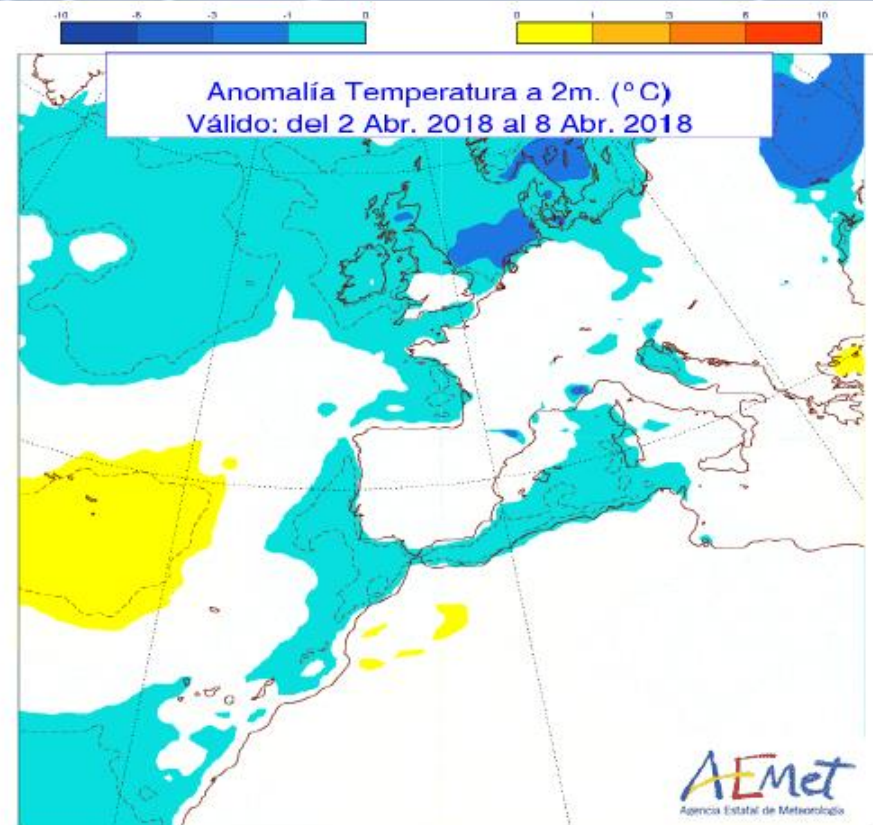 -10 -6 -3 -1 0 0 1 3 6 10
Anomalía Temperatura a 2m. (ºC)
Válido: del 2 Abr. 2018 al 8 Abr. 2018
AEMet
Agencia Estatal de Meteorología